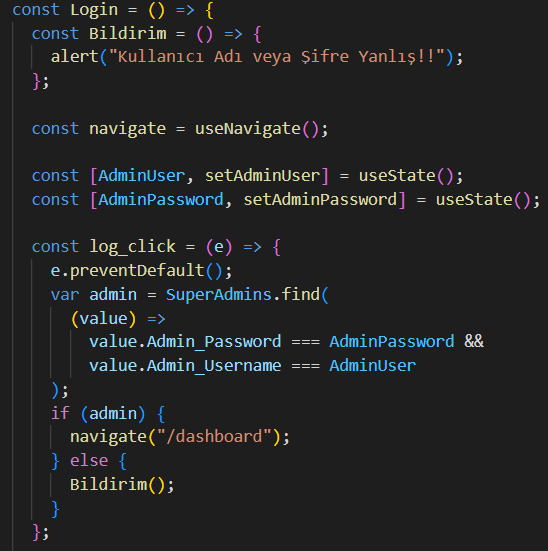 const Login = () => {
const Bildirim = () => {
alert("Kullanıcı Adı veya Şifre Yanlış!!");
};
const navigate = useNavigate();
const [AdminUser, setAdminUser] = useState();
const [AdminPassword, setAdminPassword] = useState();
const log_click = (e) => {
e.preventDefault();
var admin = SuperAdmins.find(
(value) =>
value.Admin_Password === AdminPassword &&
value.Admin_Username === AdminUser
);
if (admin) {
navigate("/dashboard");
} else {
Bildirim();
}
};